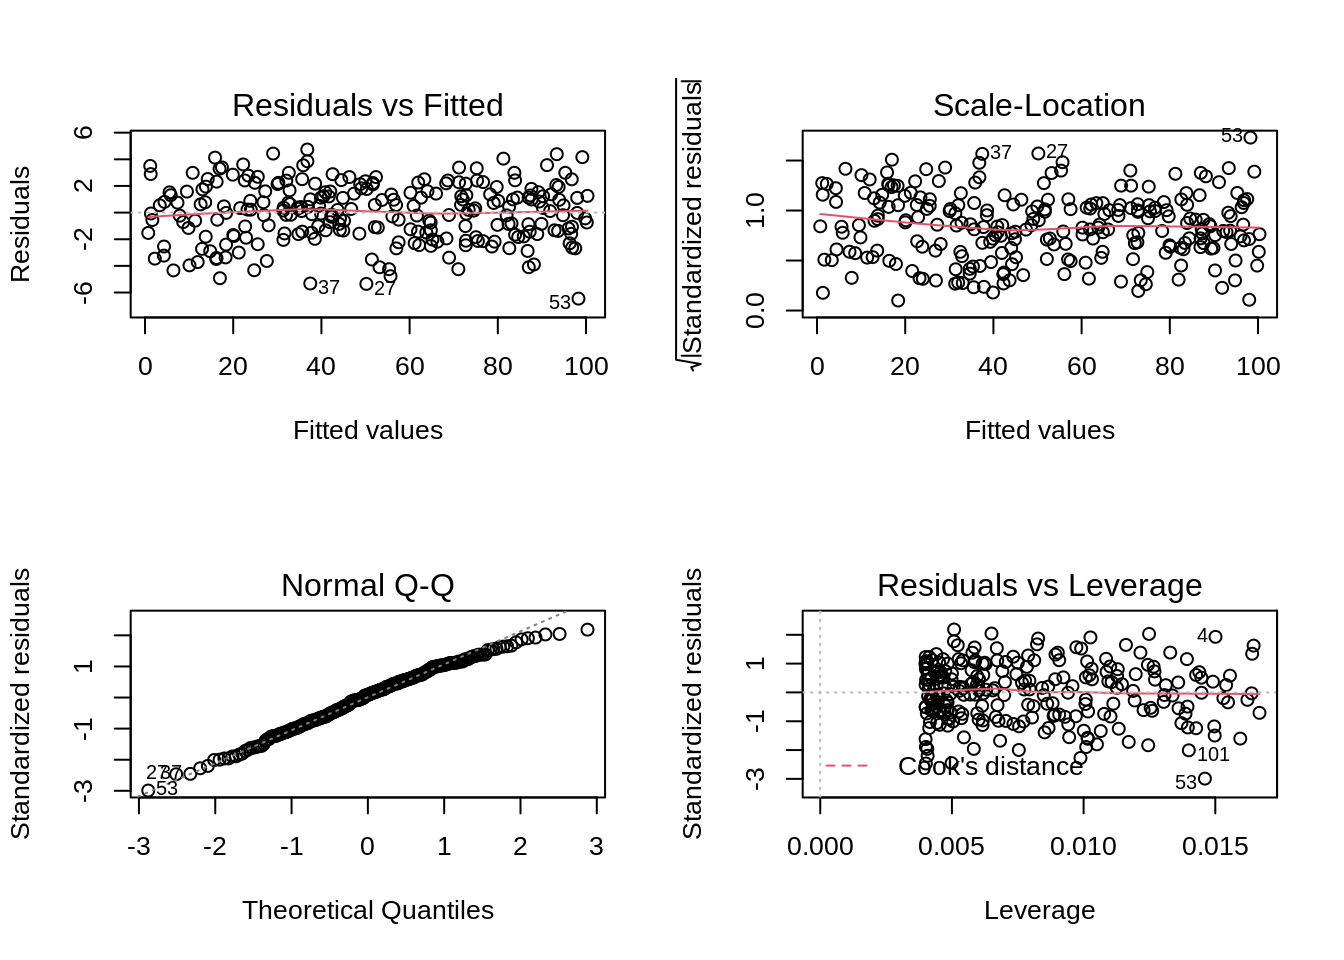 Residuals vs Fitted
Residuals
6
2
-2
-6
37
27
53
0 20 40 60 80 100
Fitted values
Scale-Location
√|Standardized residuals|
1.0
0.0
53
37
27
0 20 40 60 80 100
Fitted values
Normal Q-Q
Standardized residuals
1
-1
-3
27
37
53
-3 -2 -1 0 1 2 3
Theoretical Quantiles
Residuals vs Leverage
Standardized residuals
1
-1
-3
4
101
53
Cook's distance
0.000 0.005 0.010 0.015
Leverage